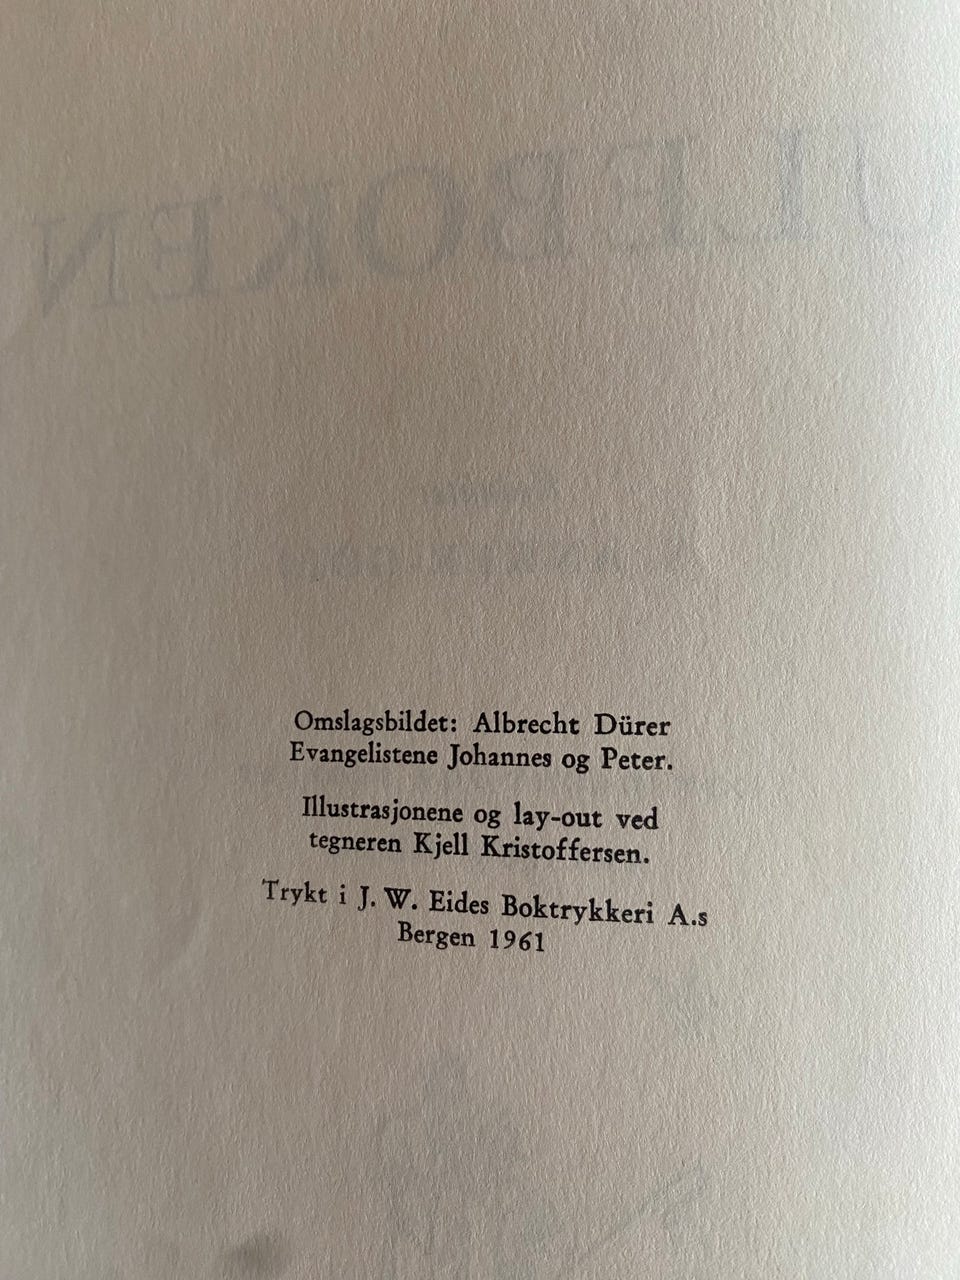 JLEBOKEN
Omslagsbildet: Albrecht Dürer
Evangelistene Johannes og Peter.
Illustrasjonene og lay-out ved
tegneren Kjell Kristoffersen.
Trykt i J. W. Eides Boktrykkeri A.s
Bergen 1961